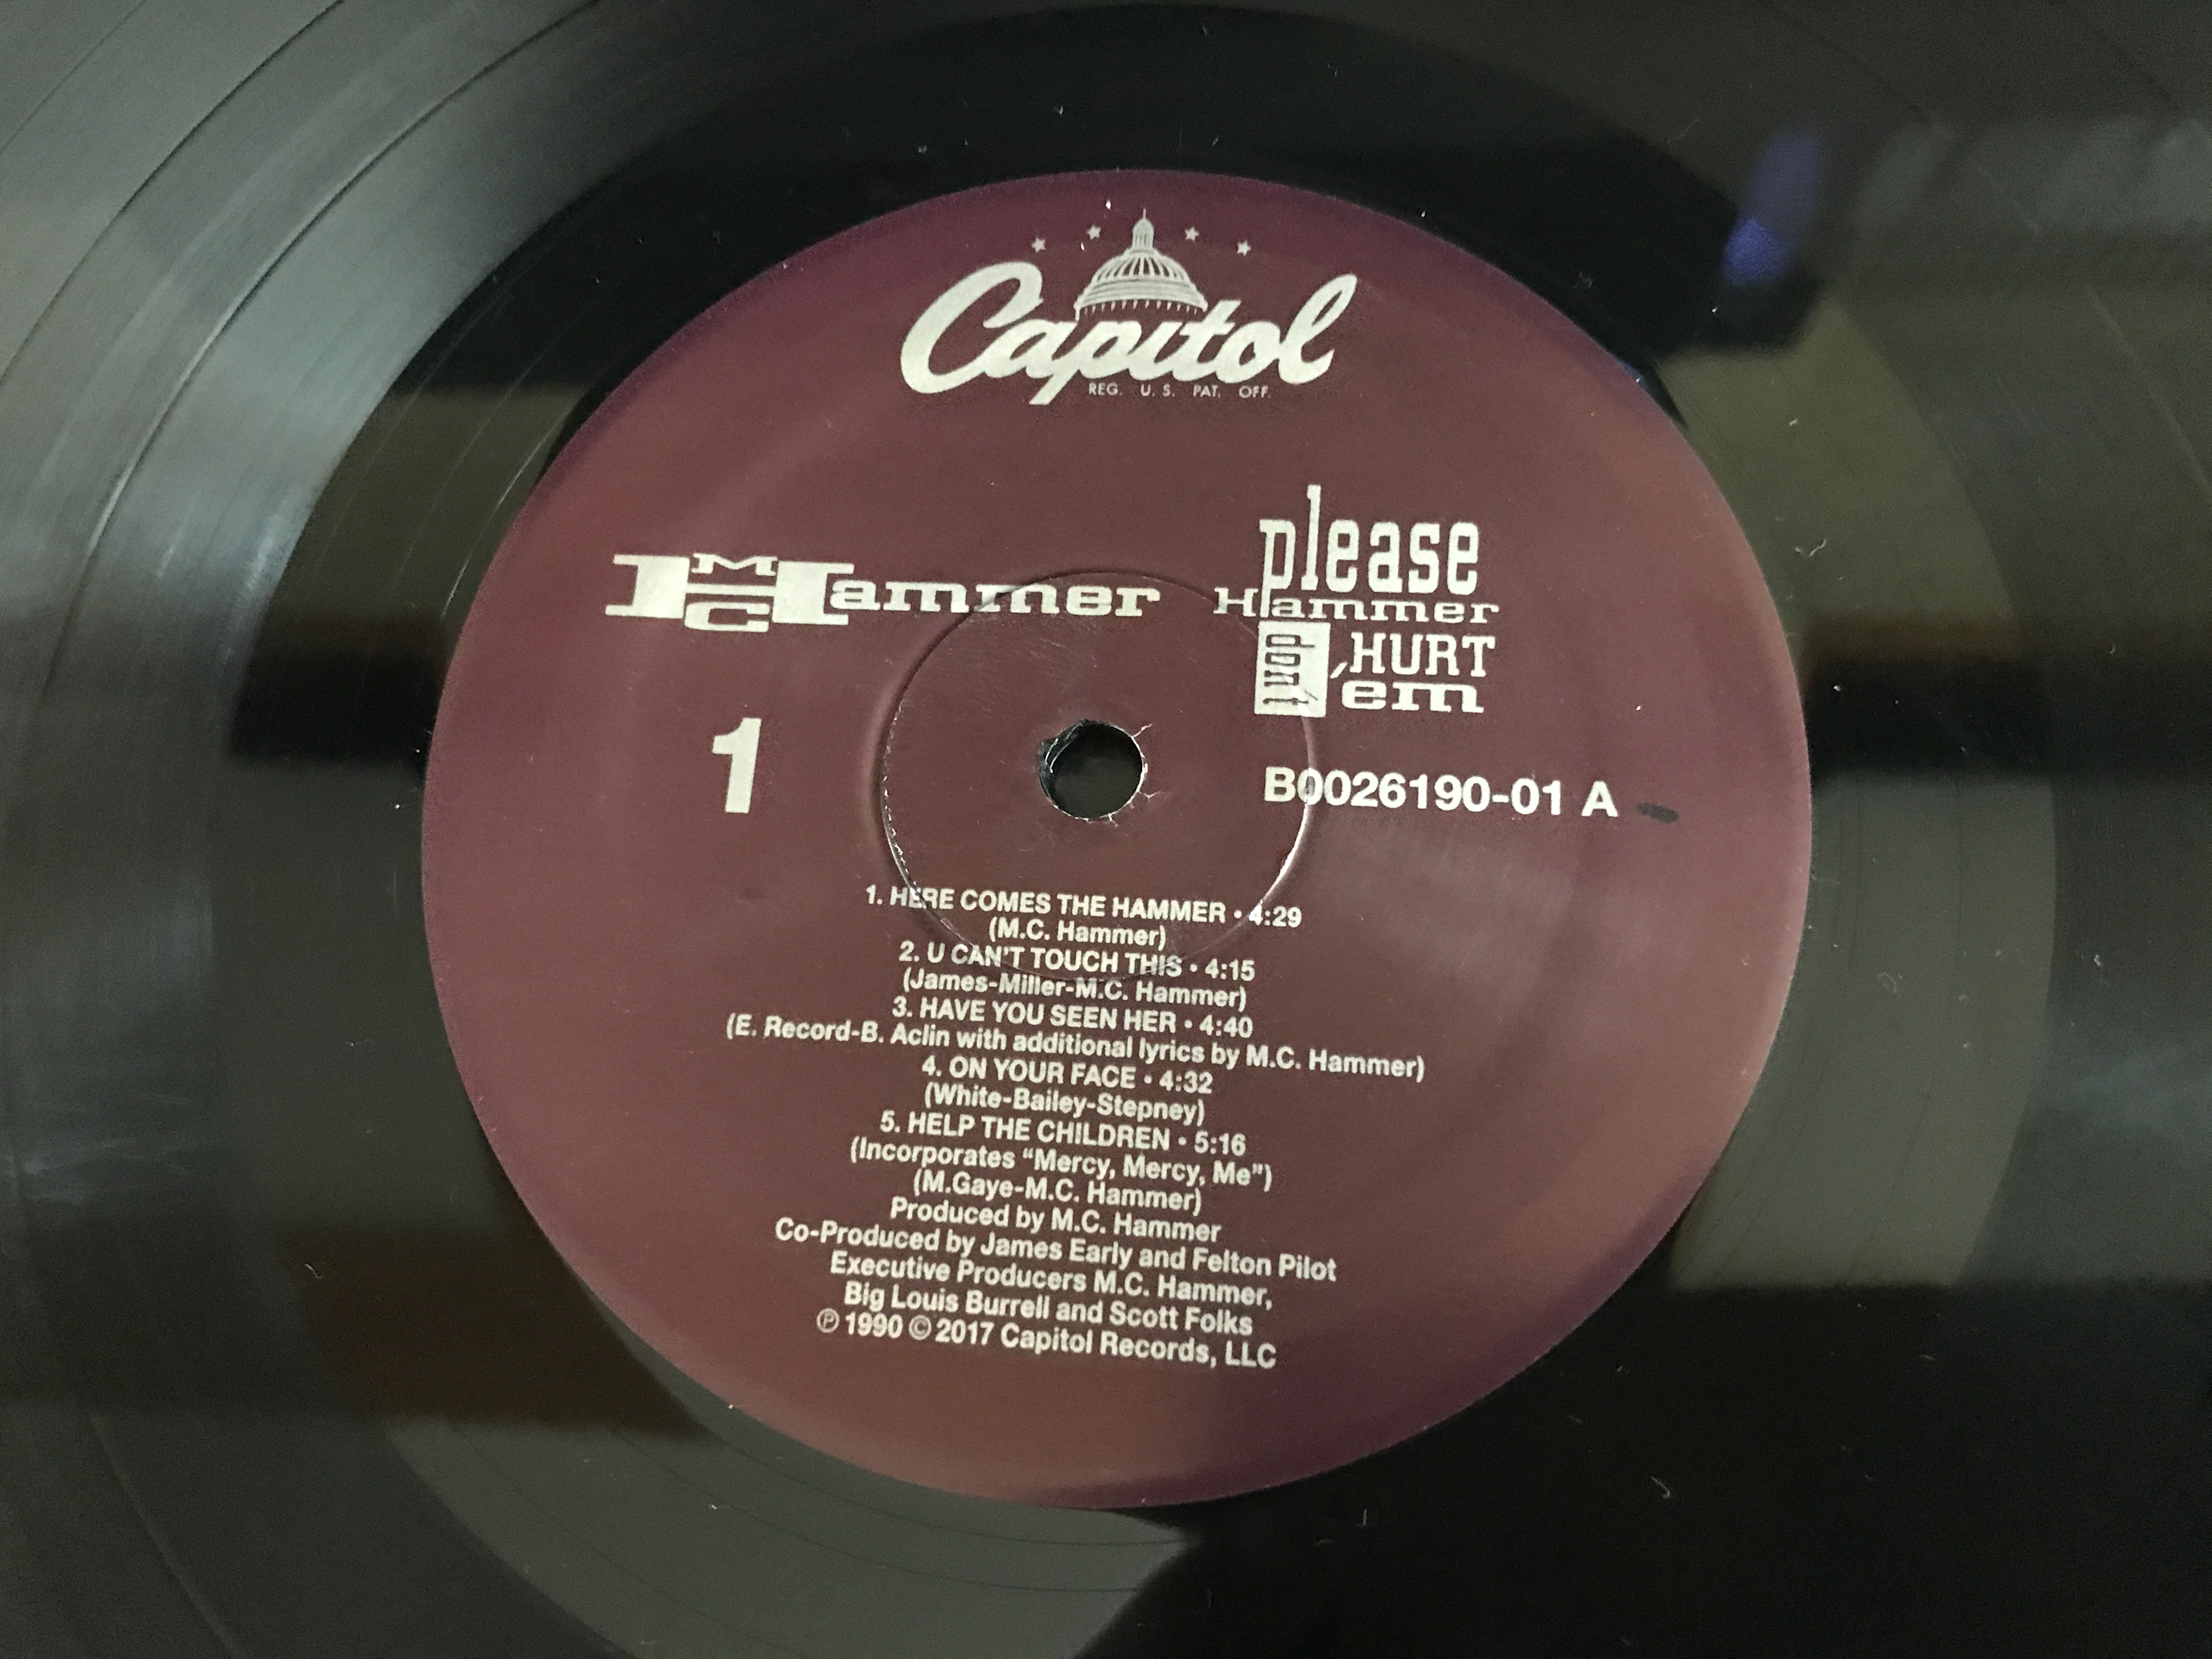 Capitol
REG. U.S. PAT. OFF.
MC Hammer
please
Hammer
don't HURT
'em
1
B0026190-01 A
1. HERE COMES THE HAMMER • 4:29
(M.C. Hammer)
2. U CAN'T TOUCH THIS • 4:15
(James-Miller-M.C. Hammer)
3. HAVE YOU SEEN HER • 4:40
(E. Record-B. Aclin with additional lyrics by M.C. Hammer)
4. ON YOUR FACE • 4:32
(White-Bailey-Stepney)
5. HELP THE CHILDREN • 5:16
(Incorporates “Mercy, Mercy, Me”)
(M.Gaye-M.C. Hammer)
Produced by M.C. Hammer
Co-Produced by James Early and Felton Pilot
Executive Producers M.C. Hammer,
Big Louis Burrell and Scott Folks
℗ 1990 © 2017 Capitol Records, LLC